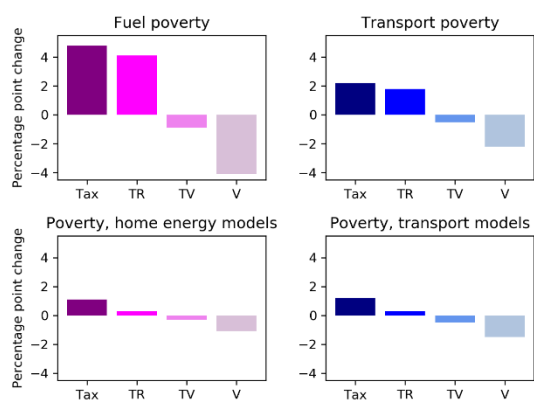 Fuel poverty
Percentage point change
4
2
0
−2
−4
Tax TR TV V
Transport poverty
4
2
0
−2
−4
Tax TR TV V
Poverty, home energy models
Percentage point change
4
2
0
−2
−4
Tax TR TV V
Poverty, transport models
4
2
0
−2
−4
Tax TR TV V